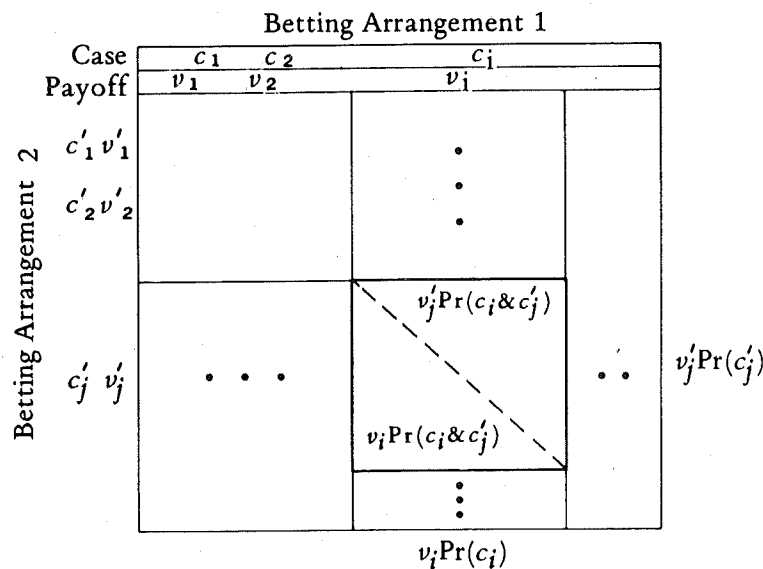 Betting Arrangement 1
Case c1 c2 ci
Payoff v1 v2 vi
Betting Arrangement 2
c'1 v'1
c'2 v'2
v'jPr(ci&c'j)
c'j v'j
v'jPr(c'j)
viPr(ci&c'j)
viPr(ci)